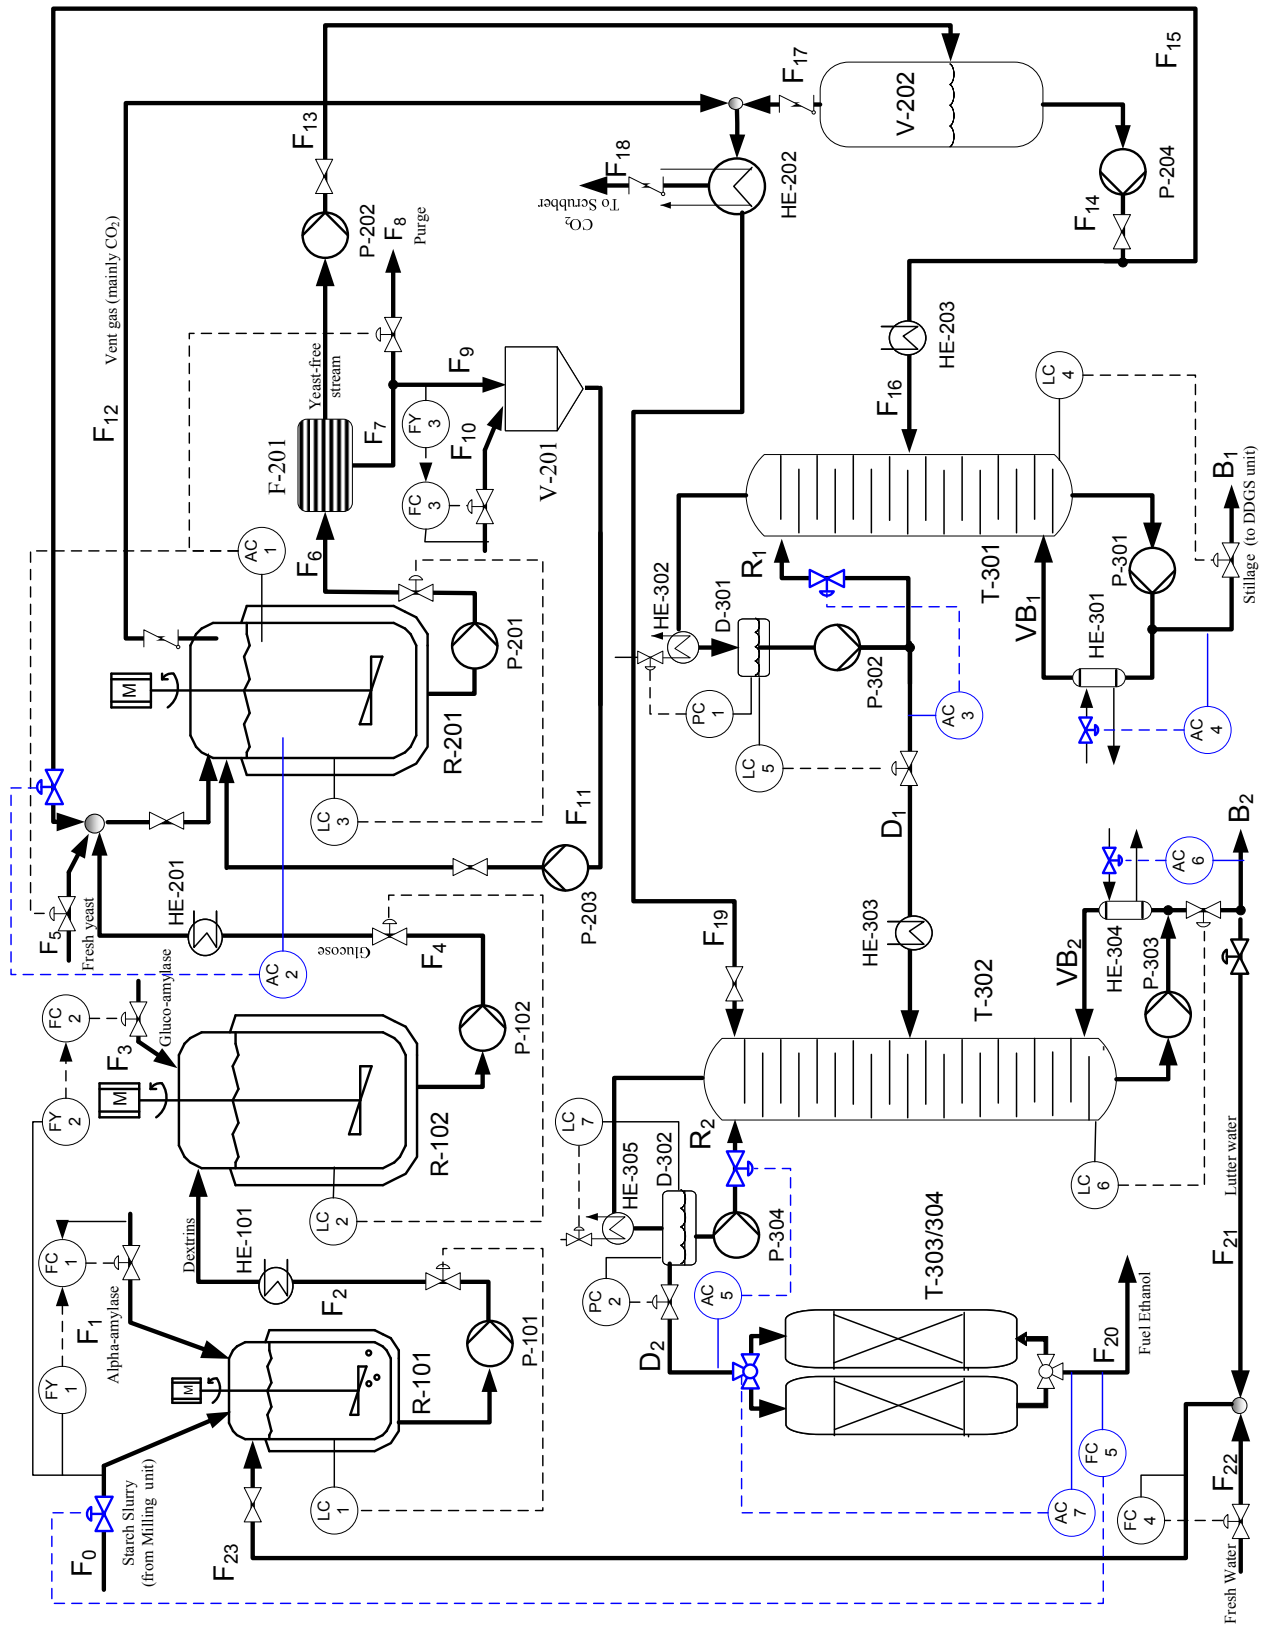 F0
Starch Slurry
(from Milling unit)
FY
1
FC
1
F1
Alpha-amylase
M
R-101
LC
1
P-101
F2
HE-101
Dextrins
F23
FY
2
FC
2
F3
Gluco-amylase
M
R-102
LC
2
P-102
F4
Glucose
HE-201
F5
Fresh yeast
AC
2
M
R-201
LC
3
P-201
AC
1
F6
F-201
Yeast-free
stream
P-202
F13
F7
F8
Purge
FY
3
FC
3
F9
F10
V-201
F11
P-203
F12
Vent gas (mainly CO2)
F15
F17
V-202
P-204
F14
HE-202
F18
CO2
To Scrubber
HE-203
F16
LC
4
T-301
P-301
VB1
HE-301
AC
4
B1
Stillage (to DDGS unit)
R1
HE-302
D-301
PC
1
LC
5
P-302
AC
3
D1
HE-303
F19
T-302
VB2
HE-304
P-303
AC
6
B2
LC
6
Lutter water
F21
LC
7
HE-305
D-302
R2
P-304
PC
2
AC
5
D2
T-303/304
F20
Fuel Ethanol
FC
5
AC
7
FC
4
F22
Fresh Water